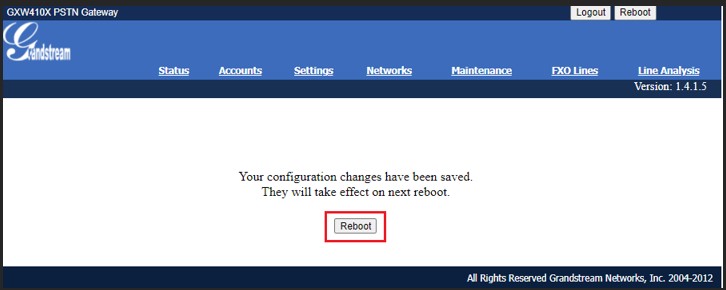 GXW410X PSTN Gateway Logout Reboot
Grandstream
Status Accounts Settings Networks Maintenance FXO Lines Line Analysis
Version: 1.4.1.5
Your configuration changes have been saved.
They will take effect on next reboot.
Reboot
All Rights Reserved Grandstream Networks, Inc. 2004-2012